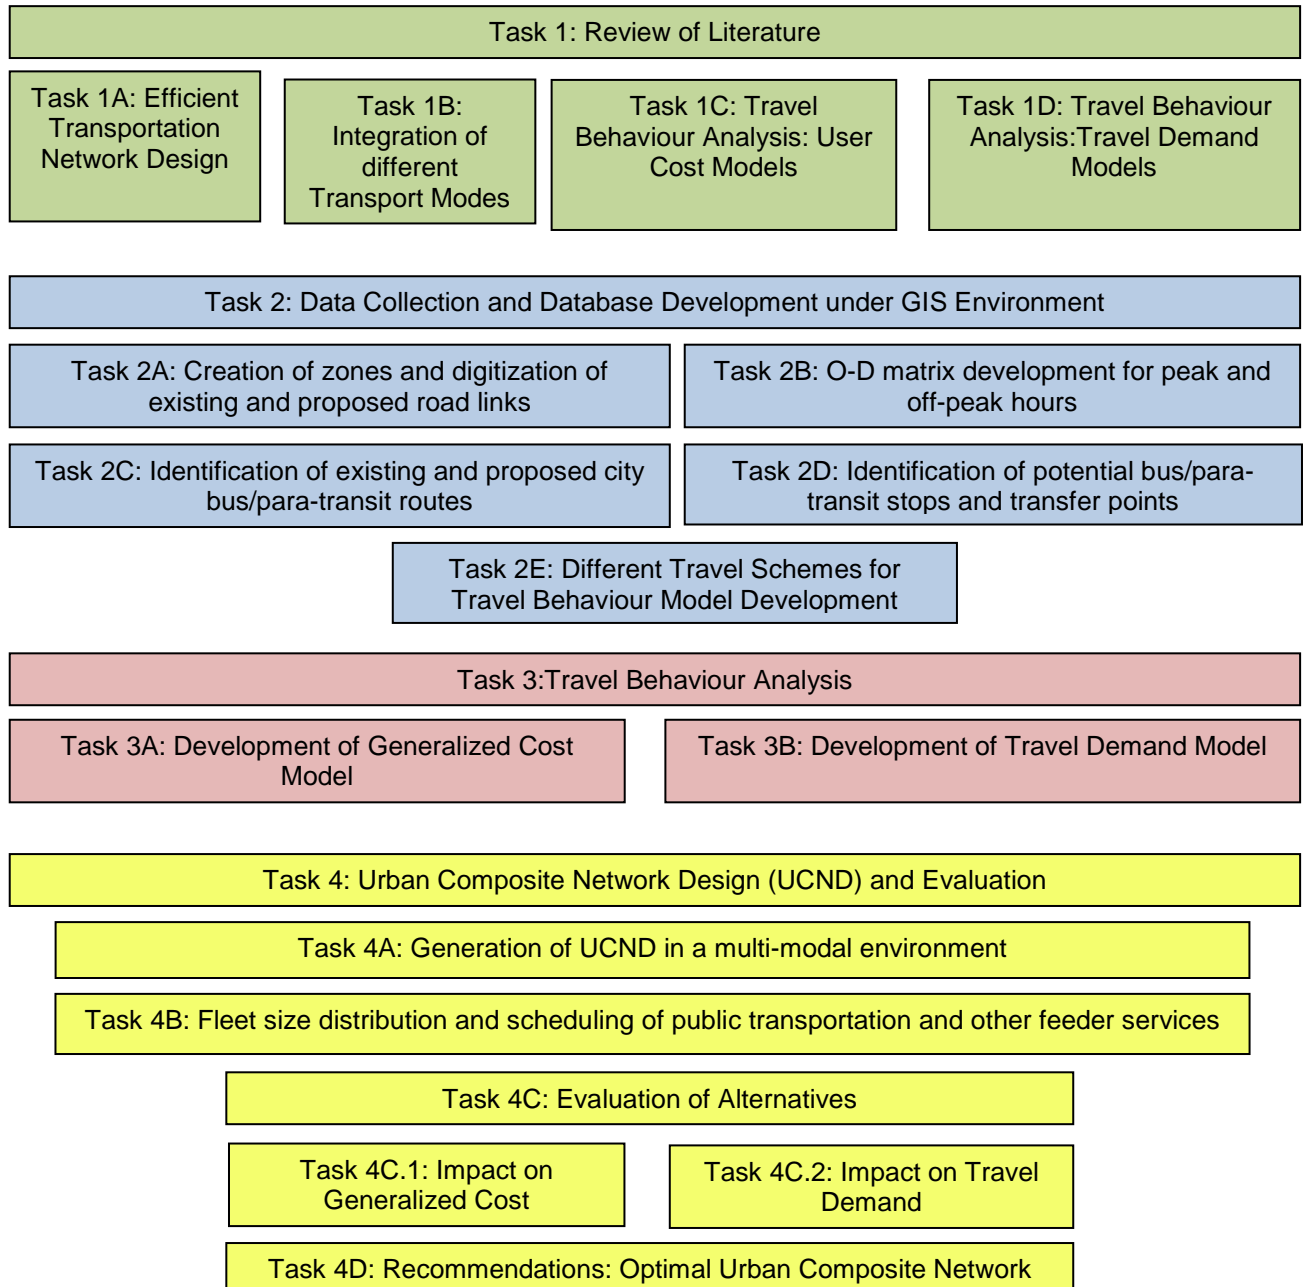 Task 1: Review of Literature
Task 1A: Efficient
Transportation
Network Design
Task 1B:
Integration of
different
Transport Modes
Task 1C: Travel
Behaviour Analysis: User
Cost Models
Task 1D: Travel Behaviour
Analysis:Travel Demand
Models
Task 2: Data Collection and Database Development under GIS Environment
Task 2A: Creation of zones and digitization of
existing and proposed road links
Task 2B: O-D matrix development for peak and
off-peak hours
Task 2C: Identification of existing and proposed city
bus/para-transit routes
Task 2D: Identification of potential bus/para-
transit stops and transfer points
Task 2E: Different Travel Schemes for
Travel Behaviour Model Development
Task 3:Travel Behaviour Analysis
Task 3A: Development of Generalized Cost
Model
Task 3B: Development of Travel Demand Model
Task 4: Urban Composite Network Design (UCND) and Evaluation
Task 4A: Generation of UCND in a multi-modal environment
Task 4B: Fleet size distribution and scheduling of public transportation and other feeder services
Task 4C: Evaluation of Alternatives
Task 4C.1: Impact on
Generalized Cost
Task 4C.2: Impact on Travel
Demand
Task 4D: Recommendations: Optimal Urban Composite Network